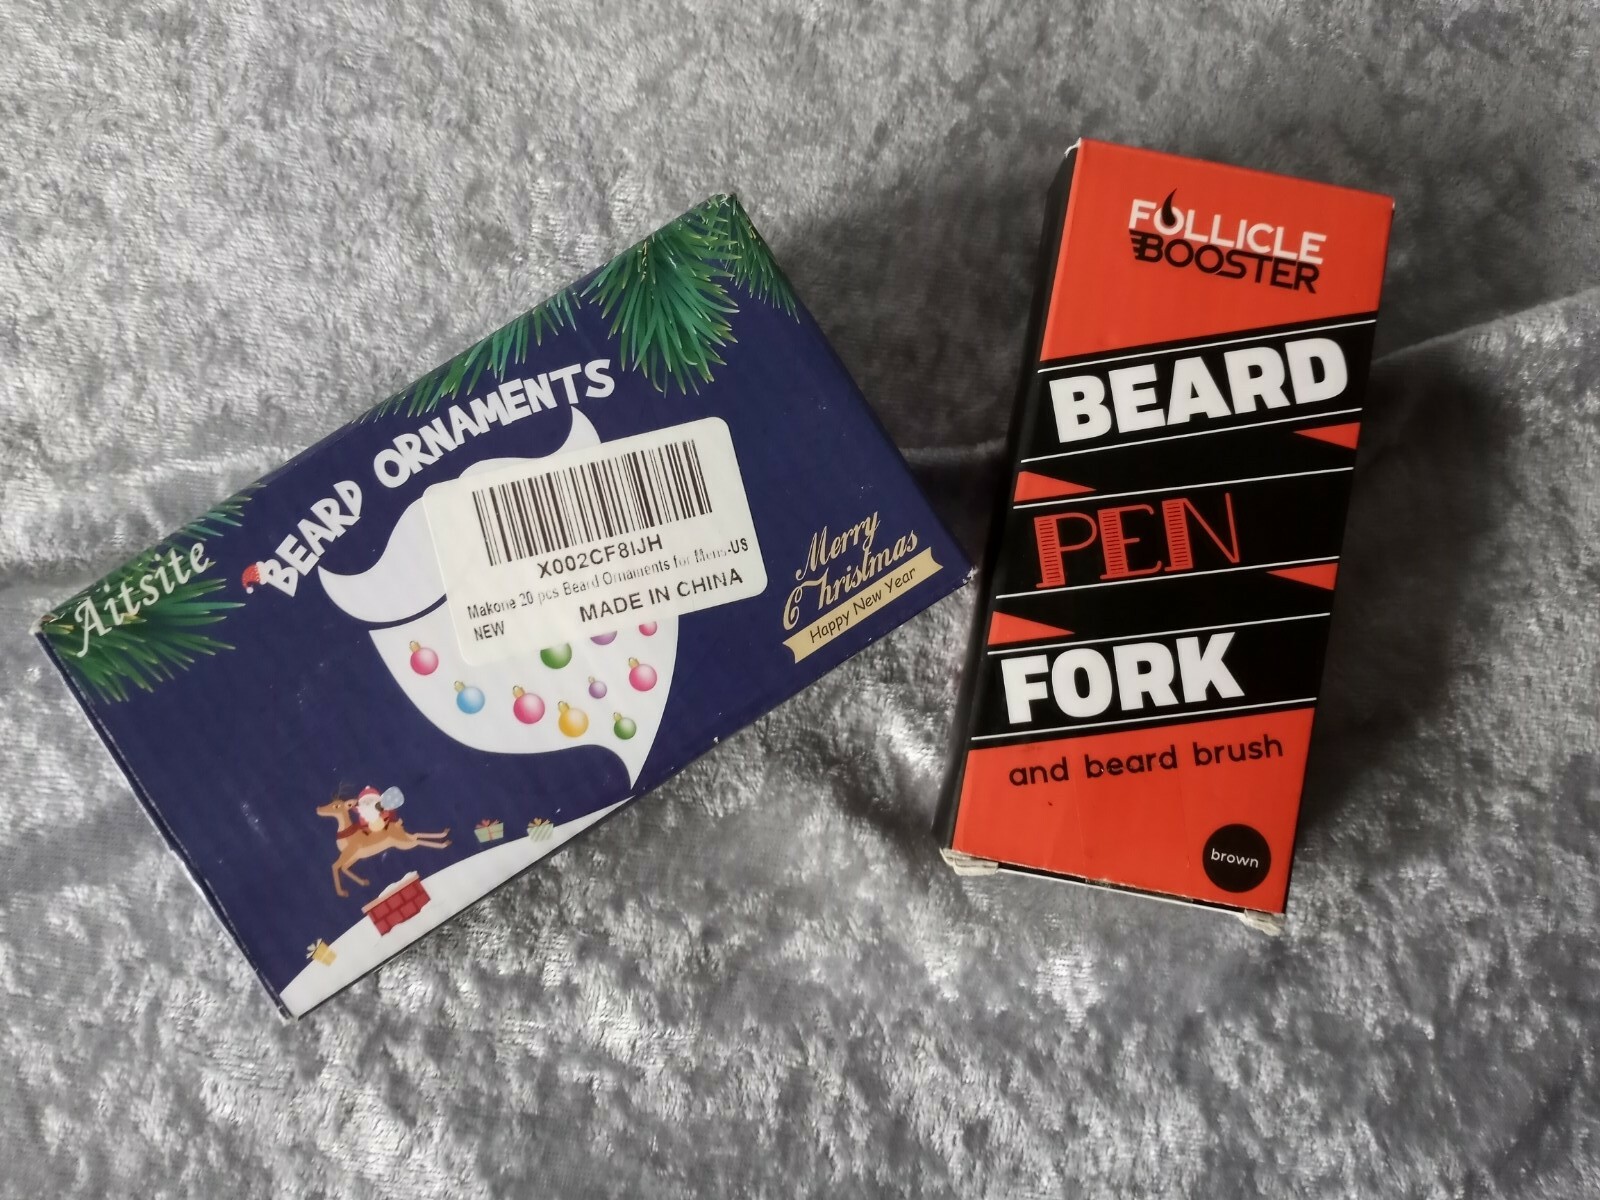 Aitsite
BEARD ORNAMENTS
X002CF8IJH
Makone 20 pcs Beard Ornaments for Mens-US
NEW
MADE IN CHINA
Merry
Christmas
Happy New Year
FOLLICLE
BOOSTER
BEARD
PEN
FORK
and beard brush
brown